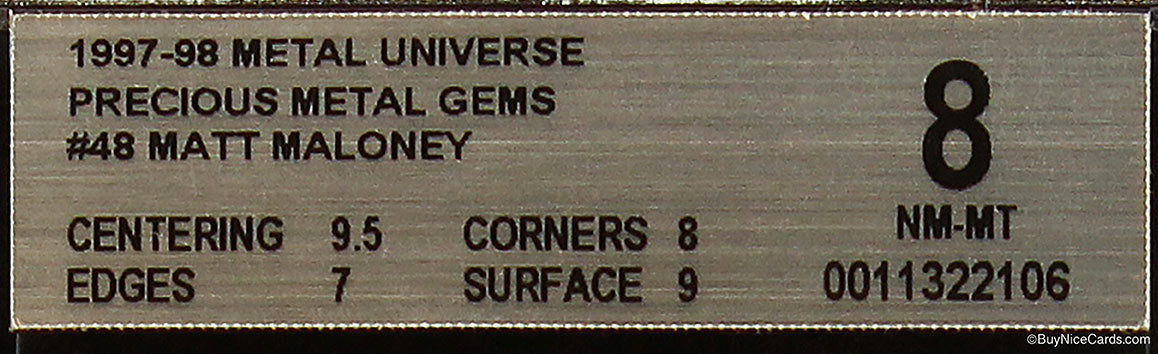 1997-98 METAL UNIVERSE
PRECIOUS METAL GEMS
#48 MATT MALONEY
8
NM-MT
CENTERING 9.5 CORNERS 8
EDGES 7 SURFACE 9
0011322106
©BuyNiceCards.com